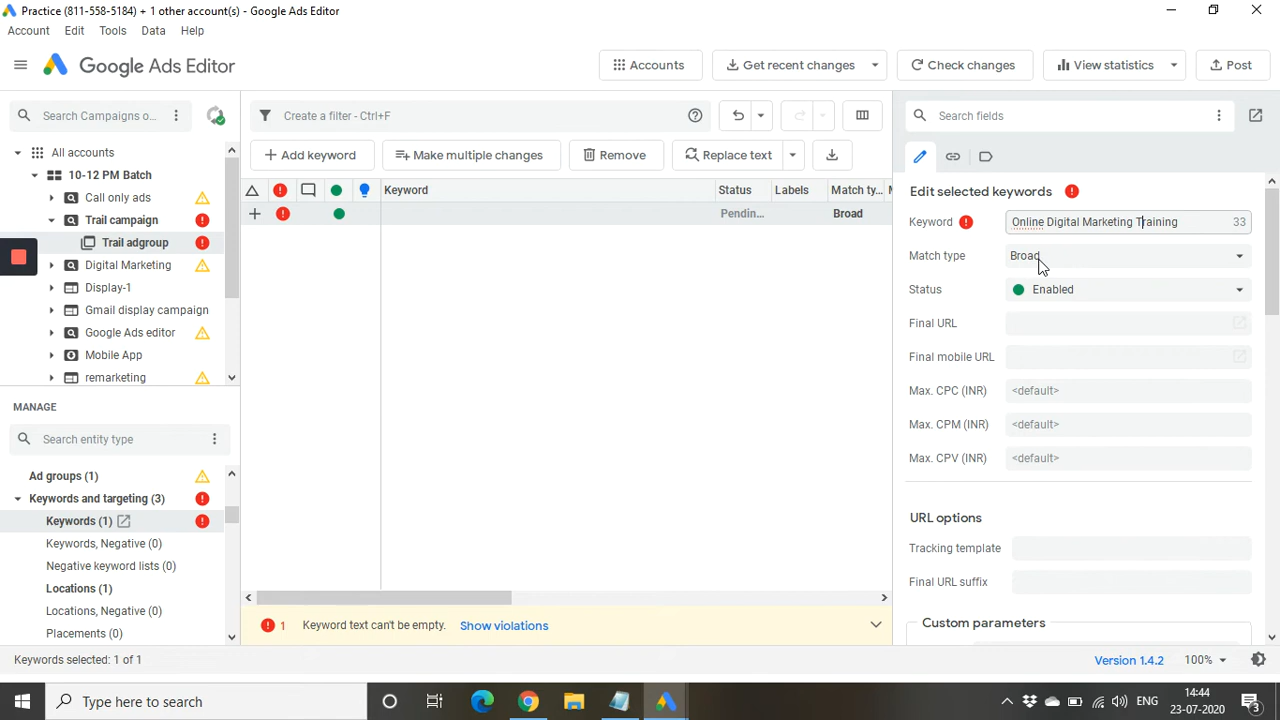 Practice (811-558-5184) + 1 other account(s) - Google Ads Editor
Account Edit Tools Data Help
Google Ads Editor
Accounts Get recent changes Check changes View statistics Post
Search Campaigns o...
Create a filter - Ctrl+F
Search fields
Add keyword Make multiple changes Remove Replace text
All accounts
10-12 PM Batch
Call only ads
Trail campaign
Trail adgroup
Digital Marketing
Display-1
Gmail display campaign
Google Ads editor
Mobile App
remarketing
MANAGE
Search entity type
Ad groups (1)
Keywords and targeting (3)
Keywords (1)
Keywords, Negative (0)
Negative keyword lists (0)
Locations (1)
Locations, Negative (0)
Placements (0)
Keyword Status Labels Match ty...
Pendin... Broad
1 Keyword text can't be empty. Show violations
Edit selected keywords
Keyword Online Digital Marketing Training 33
Match type Broad
Status Enabled
Final URL
Final mobile URL
Max. CPC (INR) <default>
Max. CPM (INR) <default>
Max. CPV (INR) <default>
URL options
Tracking template
Final URL suffix
Custom parameters
Keywords selected: 1 of 1
Version 1.4.2 100%
Type here to search
ENG
14:44
23-07-2020
3